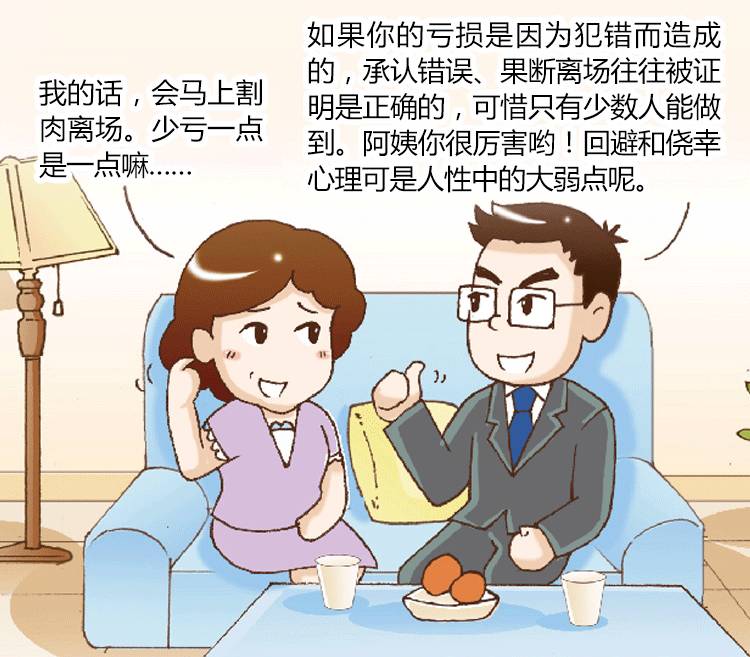 我的话，会马上割
肉离场。少亏一点
是一点嘛……
如果你的亏损是因为犯错而造成
的，承认错误、果断离场往往被证
明是正确的，可惜只有少数人能做
到。阿姨你很厉害哟！回避和侥幸
心理可是人性中的大弱点呢。